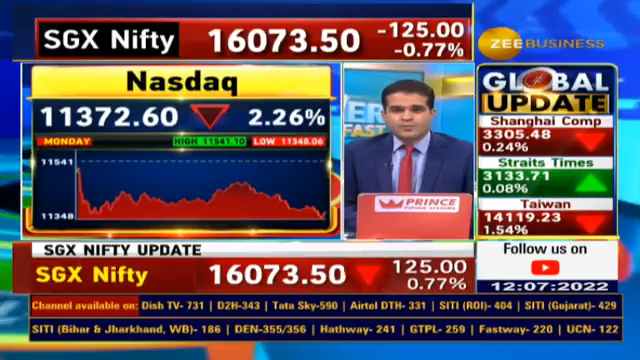 SGX Nifty 16073.50 -125.00
-0.77%
ZEE BUSINESS
Nasdaq
11372.60 2.26%
MONDAY HIGH 11541.10 LOW 11348.06
11541
11348
FAST
PRINCE
PIPING SYSTEMS
GLOBAL
UPDATE
Shanghai Comp
3305.48
0.24%
Straits Times
3133.71
0.08%
Taiwan
14119.23
1.54%
SGX NIFTY UPDATE
SGX Nifty 16073.50 125.00
0.77%
Follow us on
12:07:2022
Channel available on: Dish TV- 731 | D2H-343 | Tata Sky-590 | Airtel DTH- 331 | SITI (ROI)- 404 | SITI (Gujarat)- 429
SITI (Bihar & Jharkhand, WB)- 186 | DEN-355/356 | Hathway- 241 | GTPL- 259 | Fastway- 220 | UCN- 122